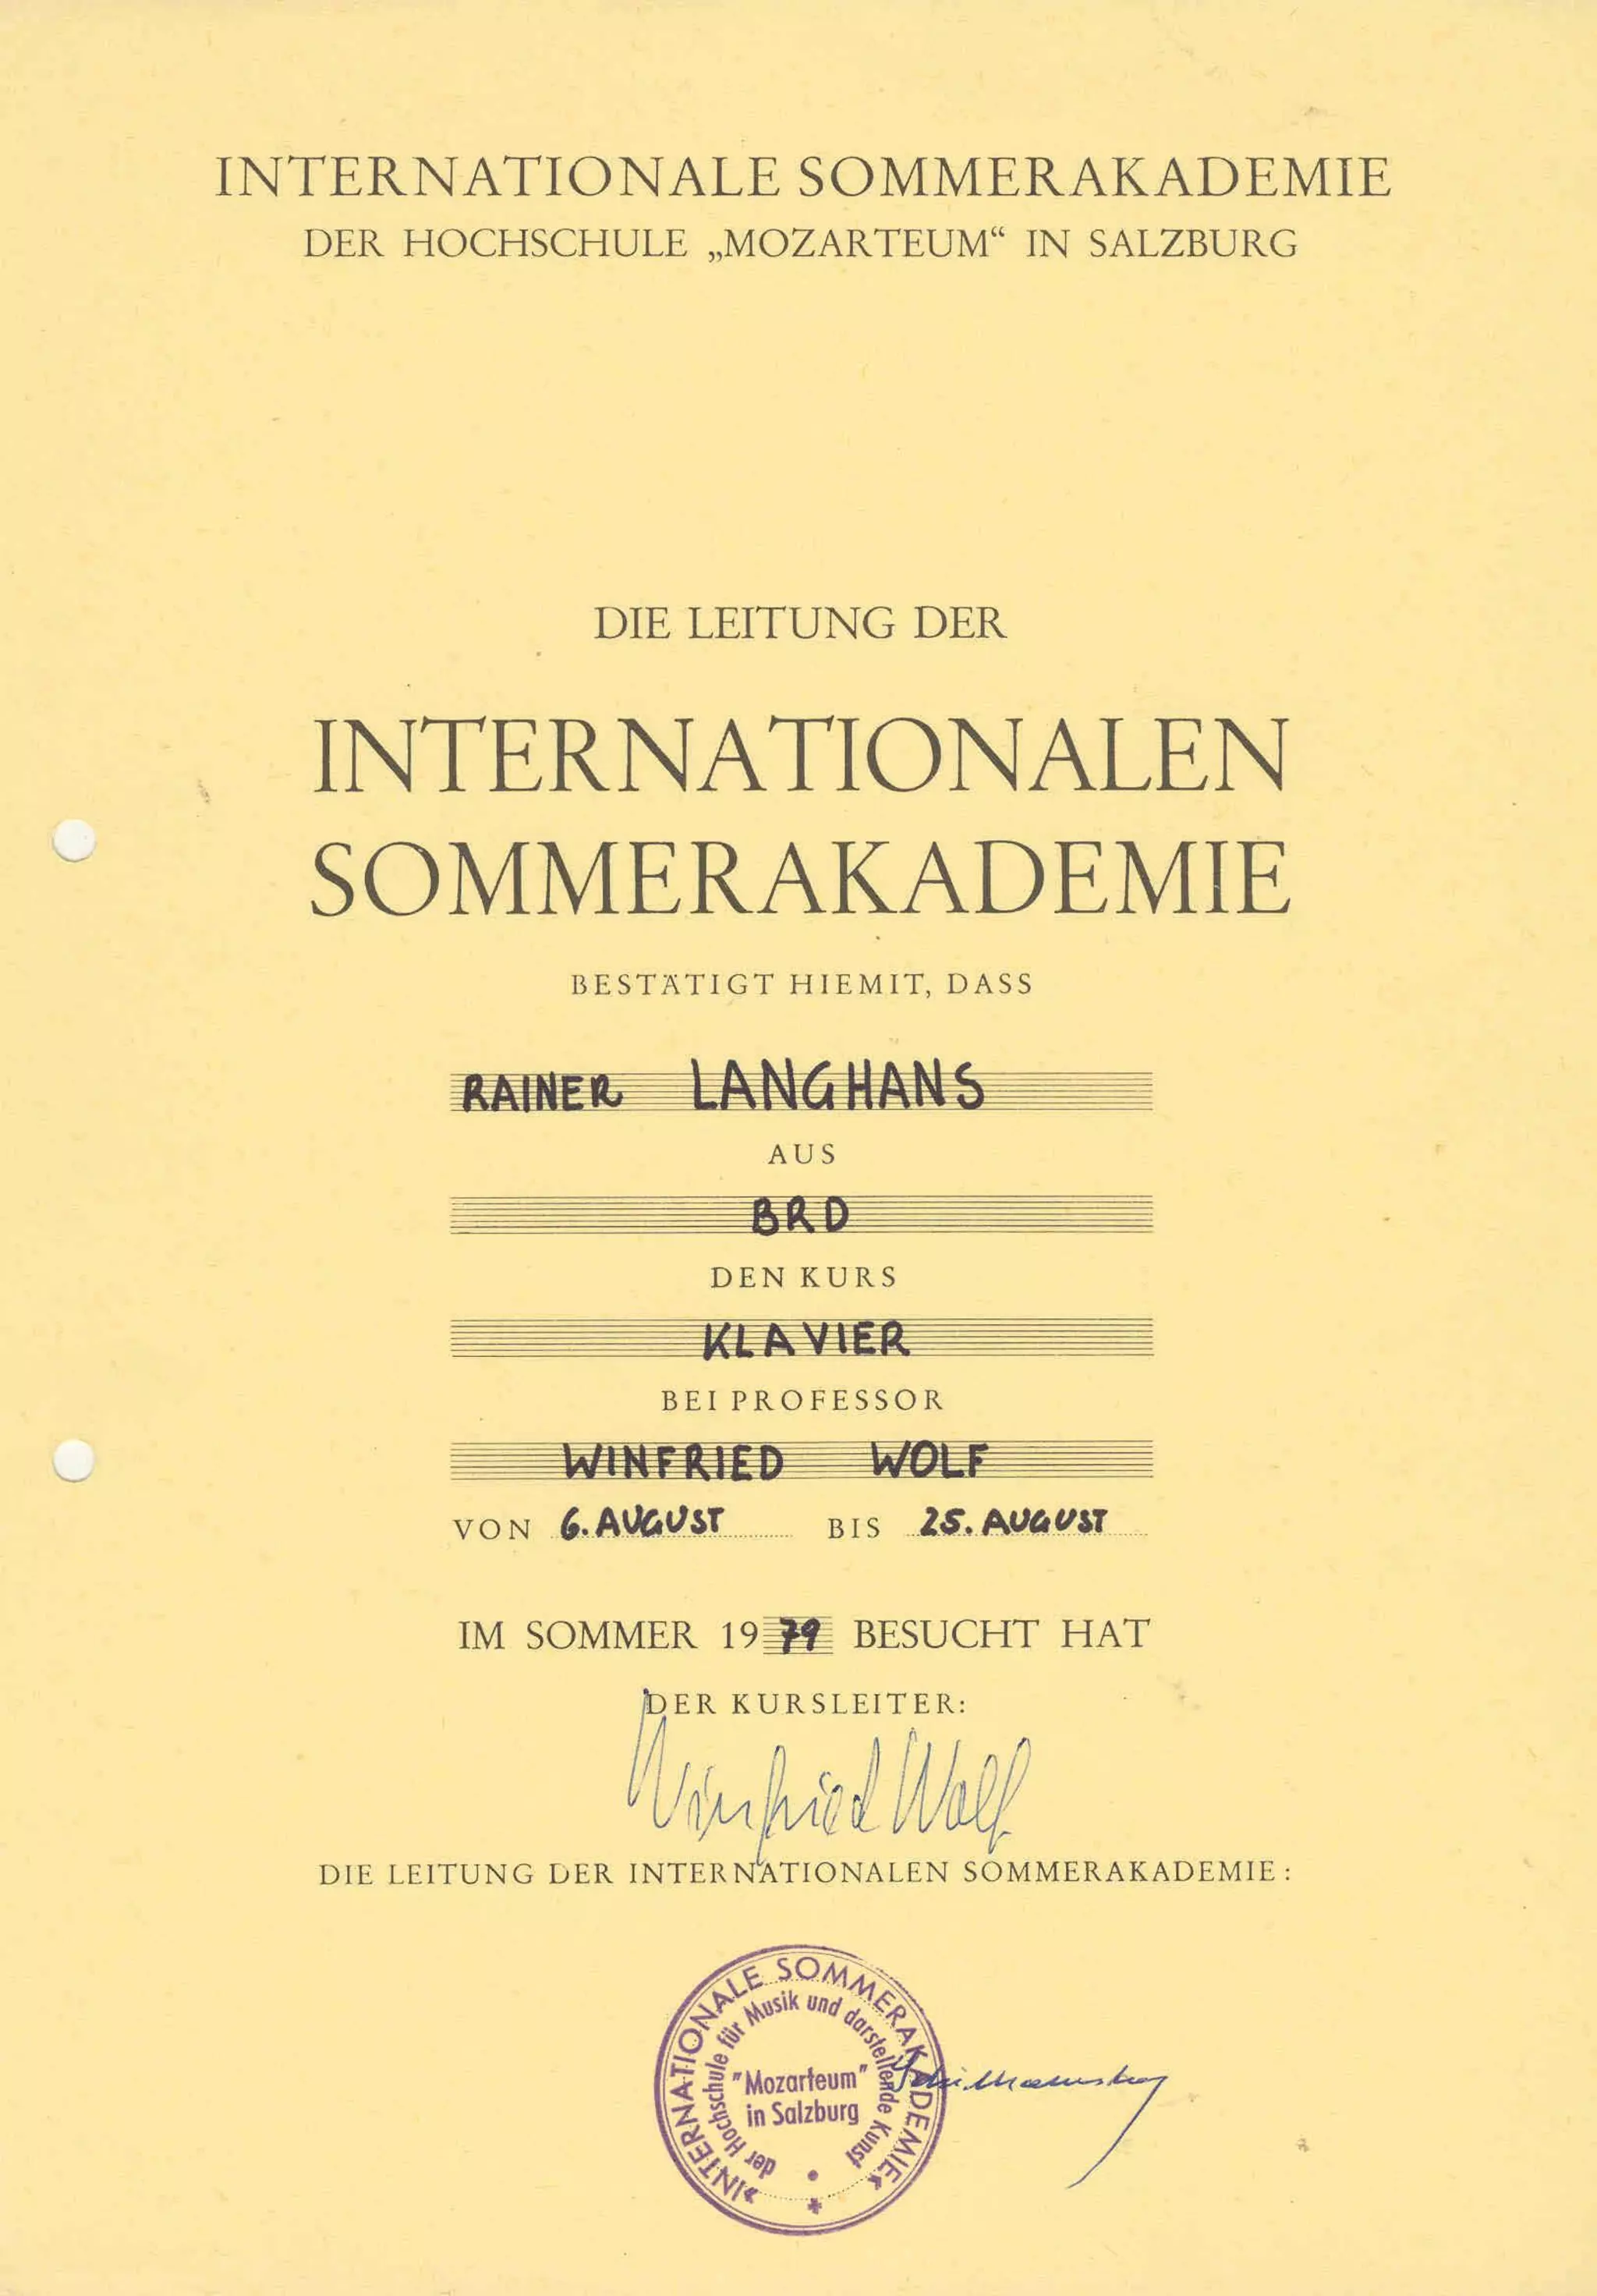 INTERNATIONALE SOMMERAKADEMIE
DER HOCHSCHULE „MOZARTEUM“ IN SALZBURG
DIE LEITUNG DER
INTERNATIONALEN
SOMMERAKADEMIE
BESTÄTIGT HIEMIT, DASS
RAINER LANGHANS
AUS
BRD
DEN KURS
KLAVIER
BEI PROFESSOR
WINFRIED WOLF
VON 6. AUGUST BIS 25. AUGUST
IM SOMMER 1979 BESUCHT HAT
DER KURSLEITER:
Winfried Wolf
DIE LEITUNG DER INTERNATIONALEN SOMMERAKADEMIE:
»INTERNATIONALE SOMMERAKADEMIE«
der Hochschule für Musik und darstellende Kunst
"Mozarteum"
in Salzburg